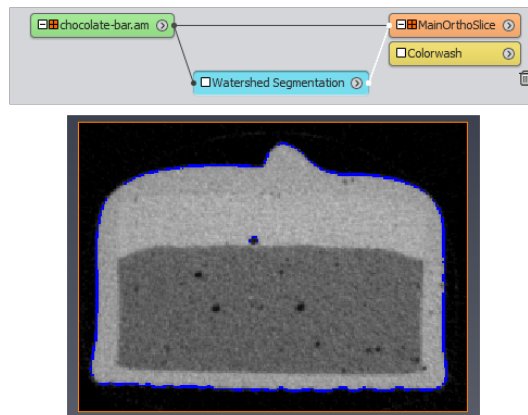 chocolate-bar.am
MainOrthoSlice
Colorwash
Watershed Segmentation